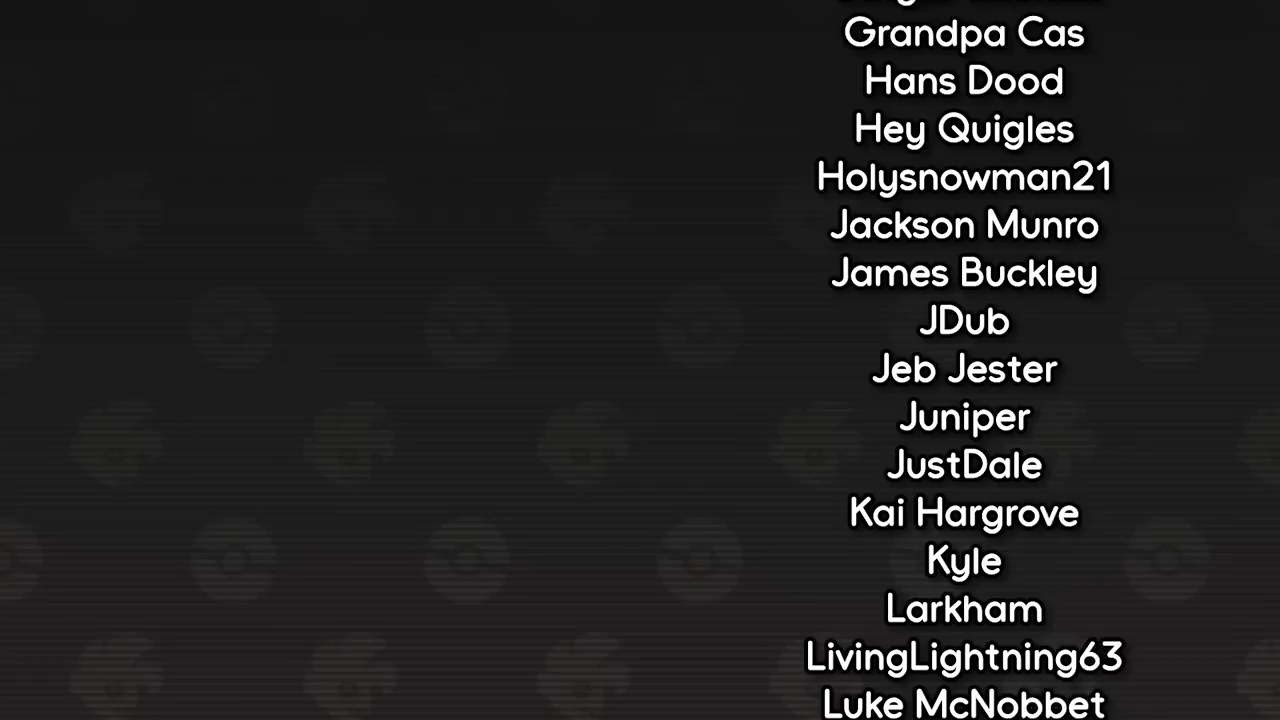 Grandpa Cas
Hans Dood
Hey Quigles
Holysnowman21
Jackson Munro
James Buckley
JDub
Jeb Jester
Juniper
JustDale
Kai Hargrove
Kyle
Larkham
LivingLightning63
Luke McNobbet